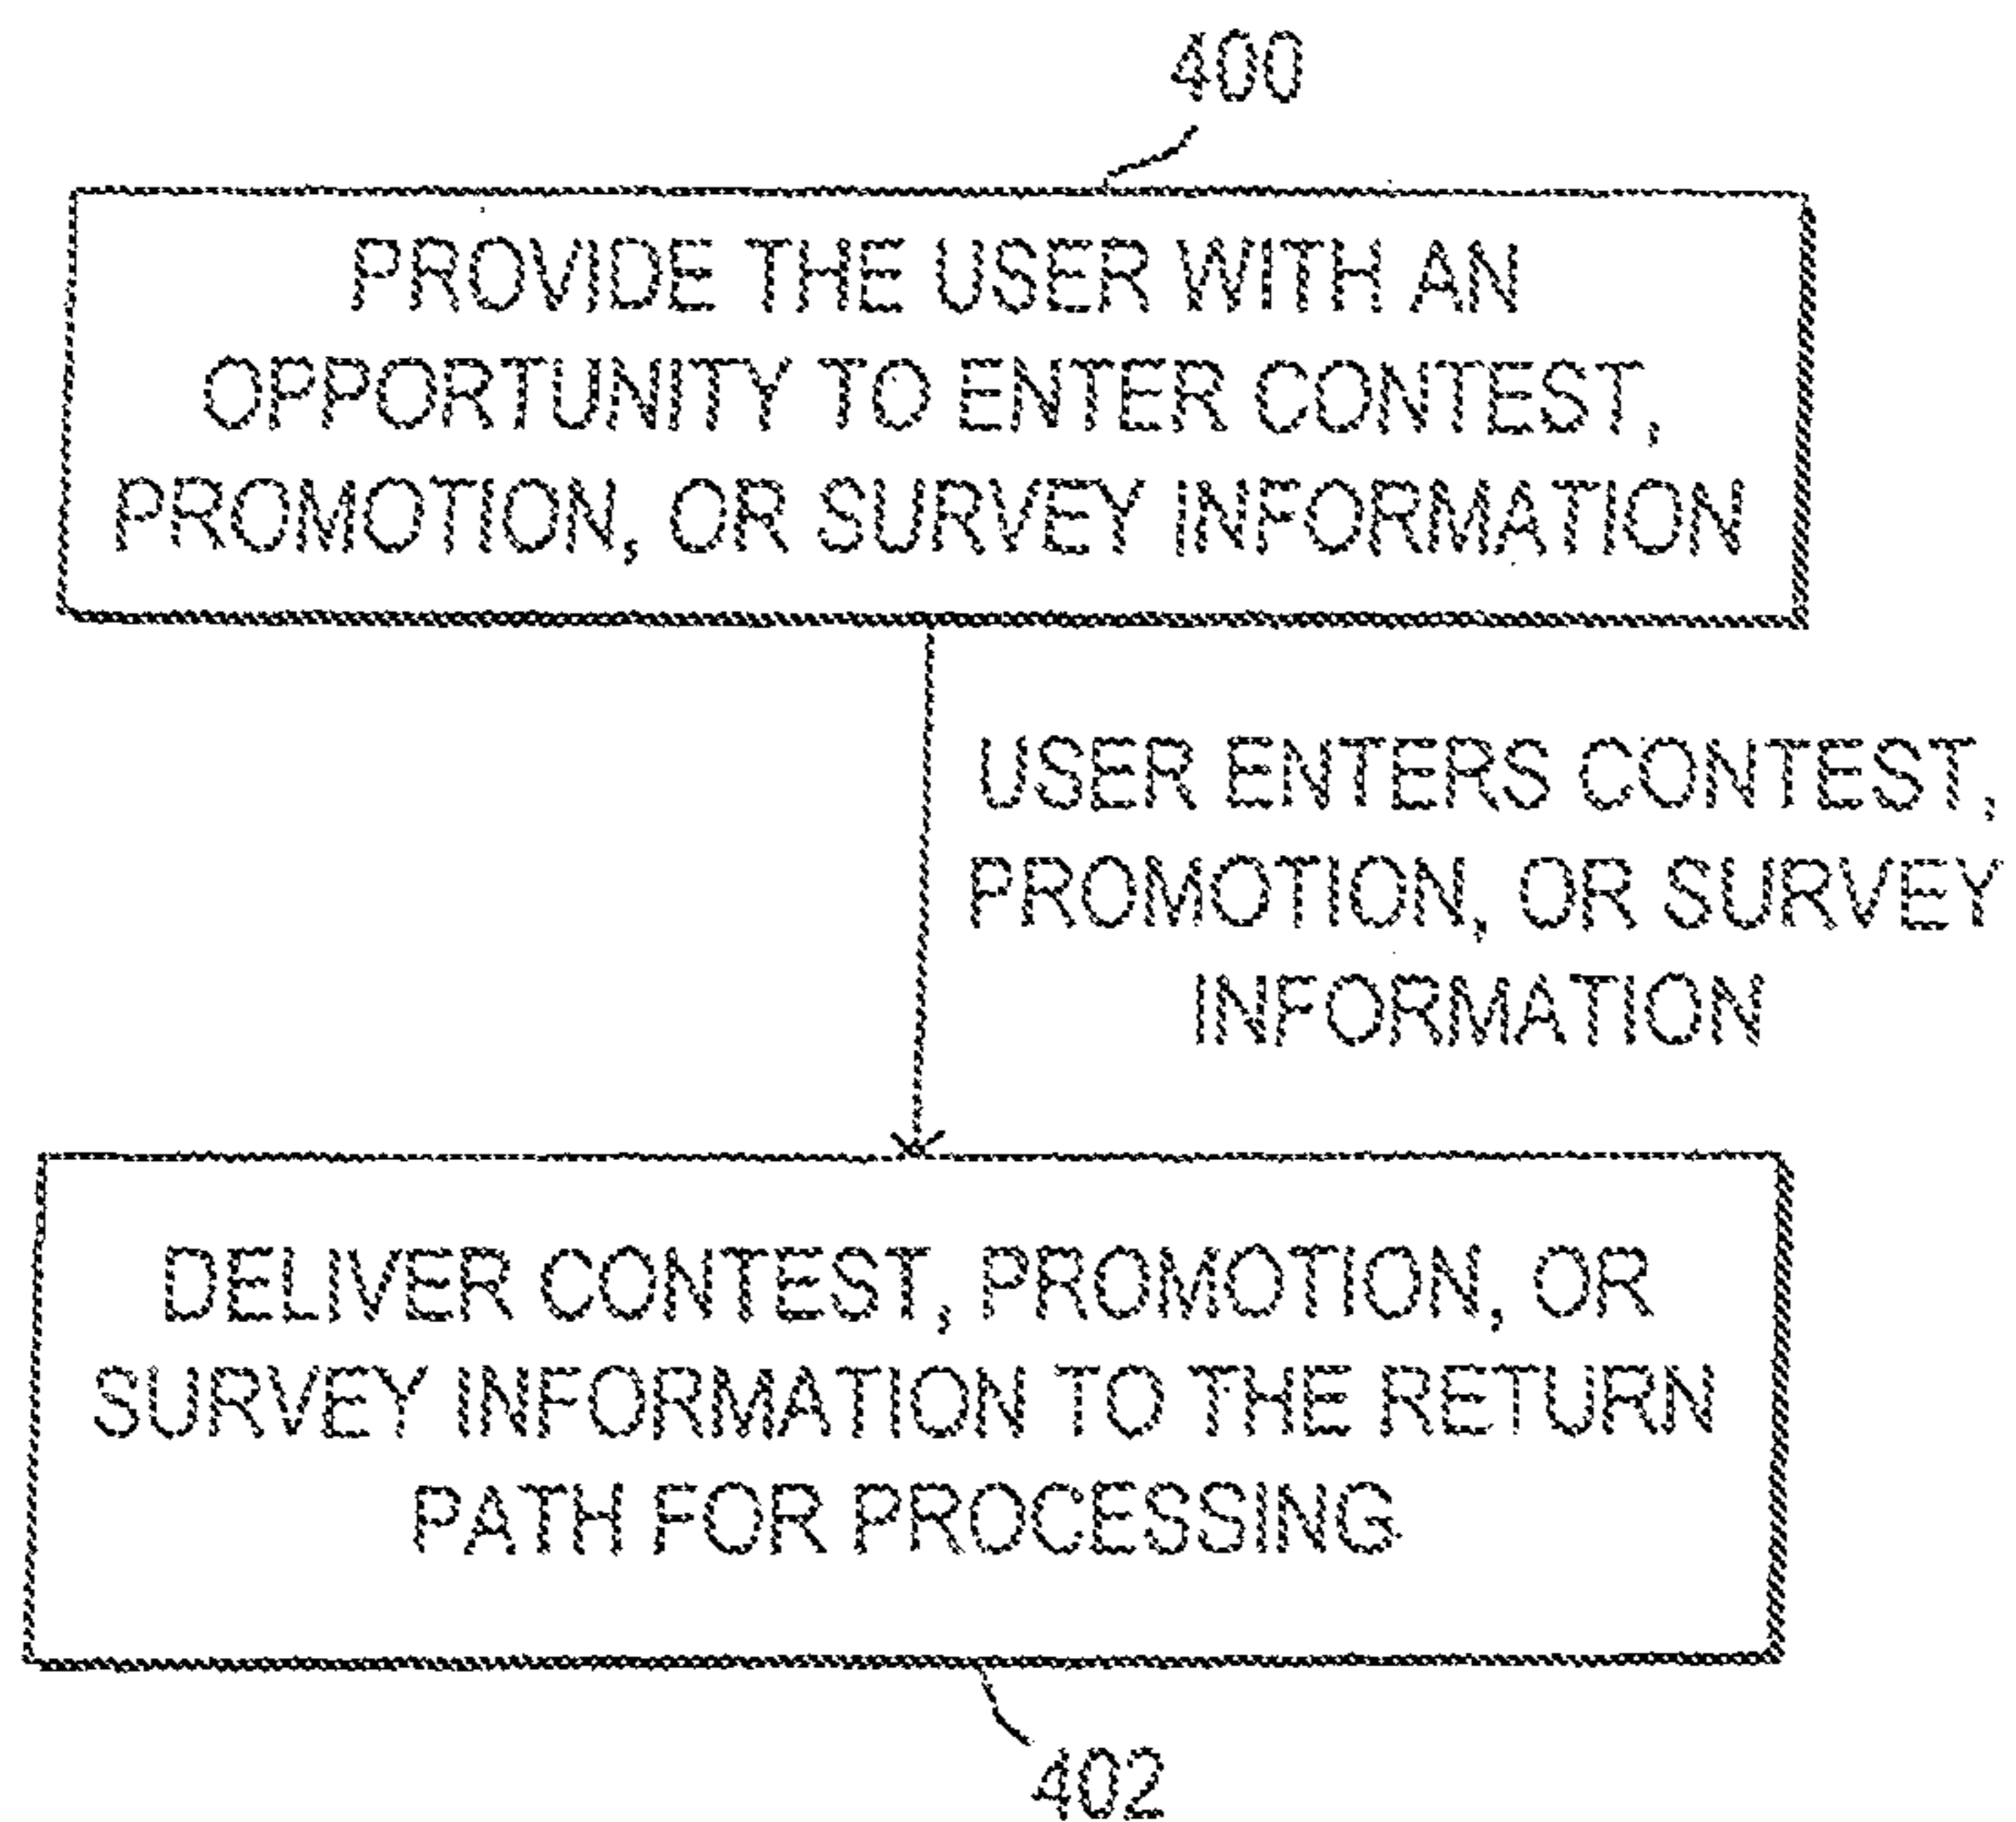 400
PROVIDE THE USER WITH AN
OPPORTUNITY TO ENTER CONTEST,
PROMOTION, OR SURVEY INFORMATION
USER ENTERS CONTEST,
PROMOTION, OR SURVEY
INFORMATION
DELIVER CONTEST, PROMOTION, OR
SURVEY INFORMATION TO THE RETURN
PATH FOR PROCESSING
402